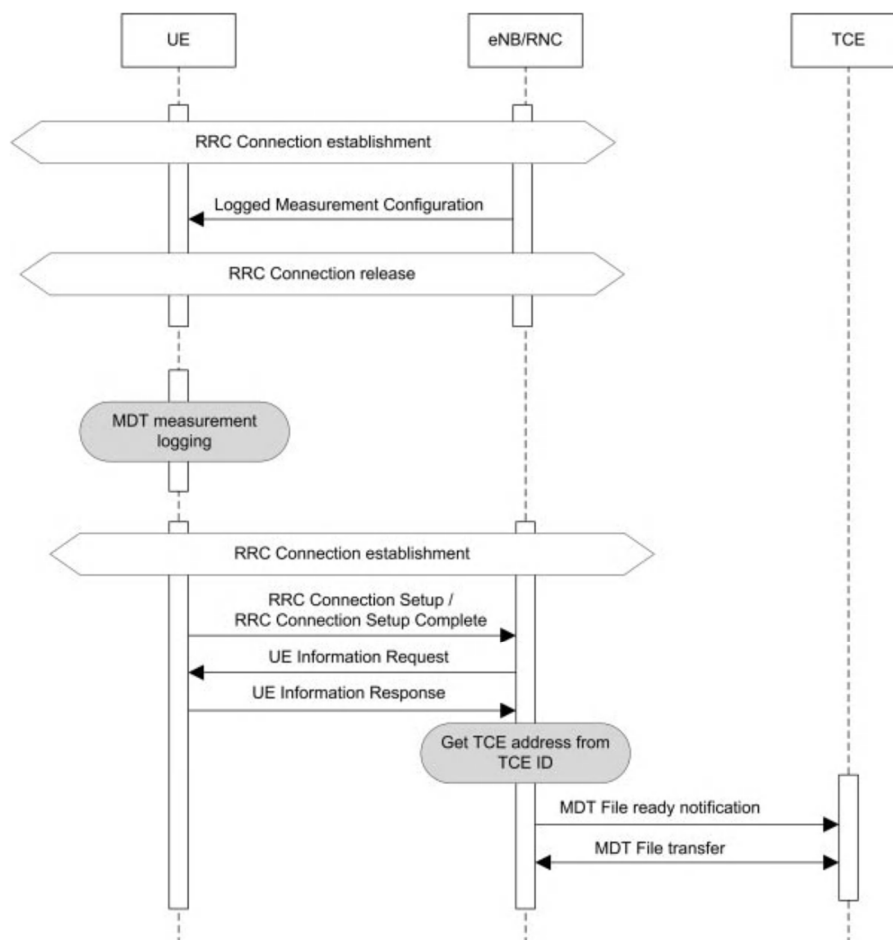 UE
eNB/RNC
TCE
RRC Connection establishment
Logged Measurement Configuration
RRC Connection release
MDT measurement
logging
RRC Connection establishment
RRC Connection Setup /
RRC Connection Setup Complete
UE Information Request
UE Information Response
Get TCE address from
TCE ID
MDT File ready notification
MDT File transfer